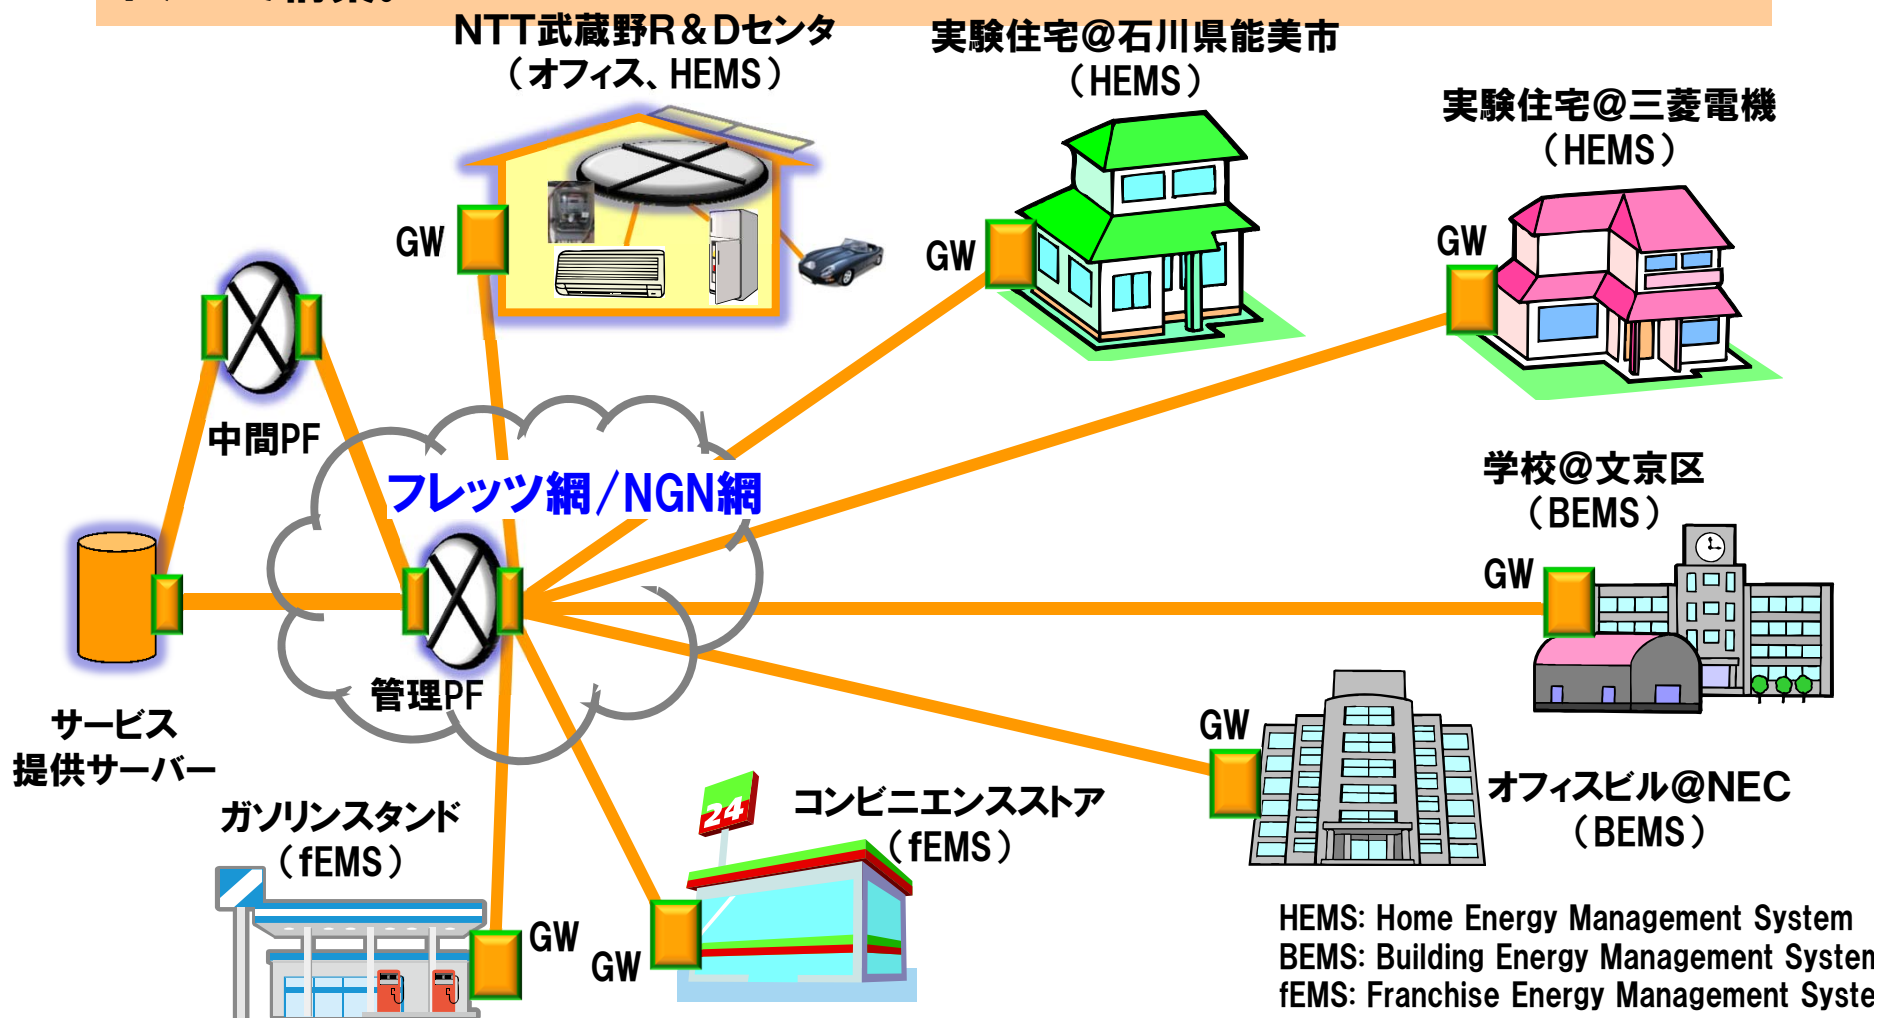 NTT武蔵野R&Dセンタ
（オフィス、HEMS）
実験住宅@石川県能美市
（HEMS）
実験住宅@三菱電機
（HEMS）
GW
GW
GW
中間PF
フレッツ網/NGN網
学校@文京区
（BEMS）
GW
管理PF
サービス
提供サーバー
GW
オフィスビル@NEC
（BEMS）
ガソリンスタンド
（fEMS）
24
コンビニエンスストア
（fEMS）
GW
GW
HEMS: Home Energy Management System
BEMS: Building Energy Management System
fEMS: Franchise Energy Management Syste